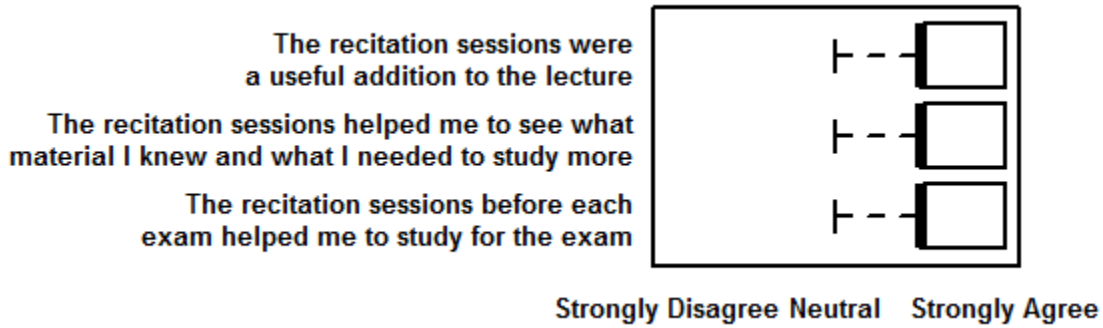 The recitation sessions were
a useful addition to the lecture
The recitation sessions helped me to see what
material I knew and what I needed to study more
The recitation sessions before each
exam helped me to study for the exam
Strongly Disagree Neutral Strongly Agree